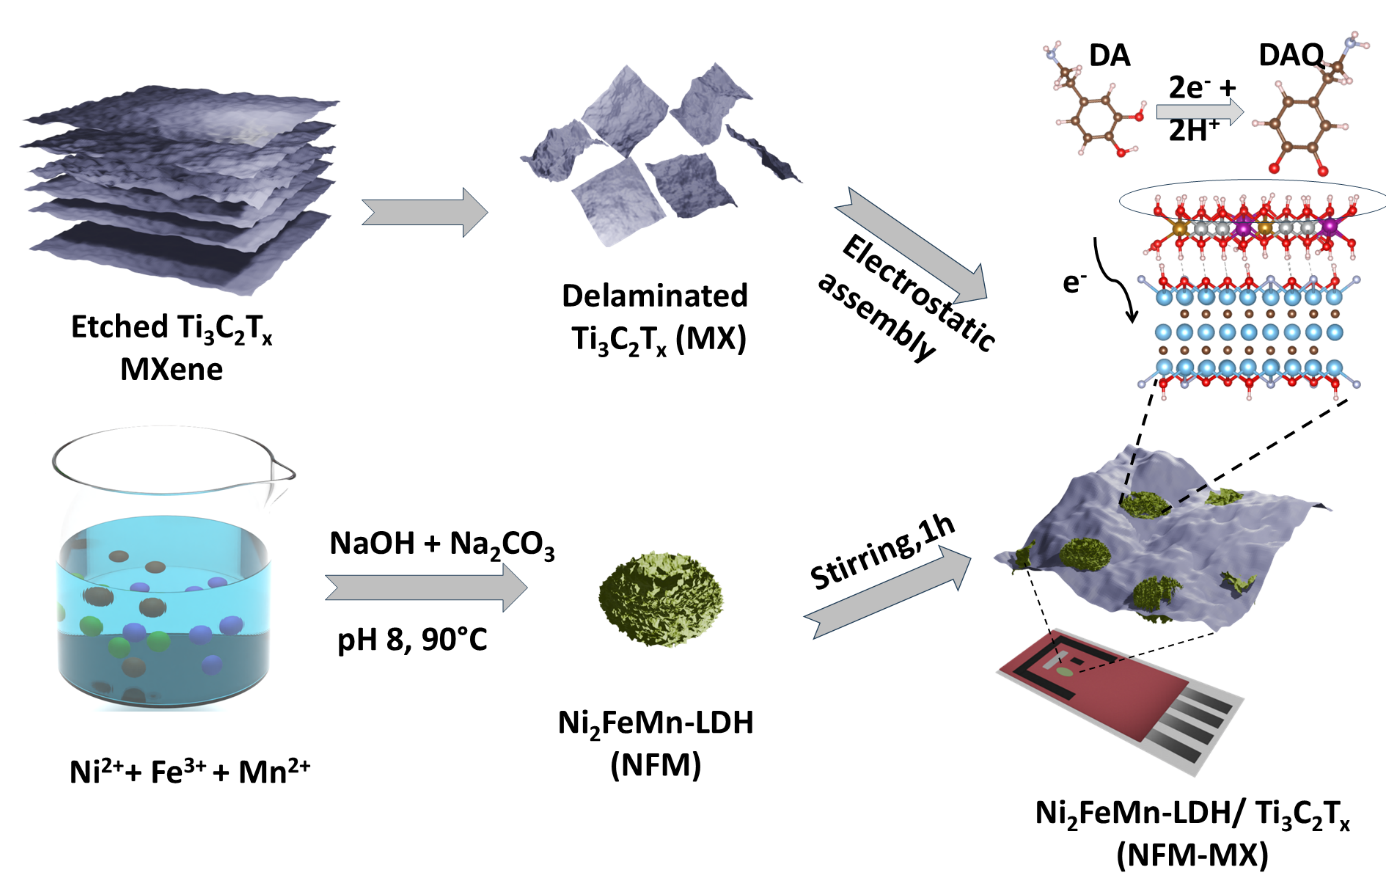 Etched Ti₃C₂Tₓ
MXene
Delaminated
Ti₃C₂Tₓ (MX)
Electrostatic
assembly
DA
2e⁻ +
2H⁺
DAQ
e⁻
Ni²⁺+ Fe³⁺ + Mn²⁺
NaOH + Na₂CO₃
pH 8, 90°C
Ni₂FeMn-LDH
(NFM)
Stirring,1h
Ni₂FeMn-LDH/ Ti₃C₂Tₓ
(NFM-MX)